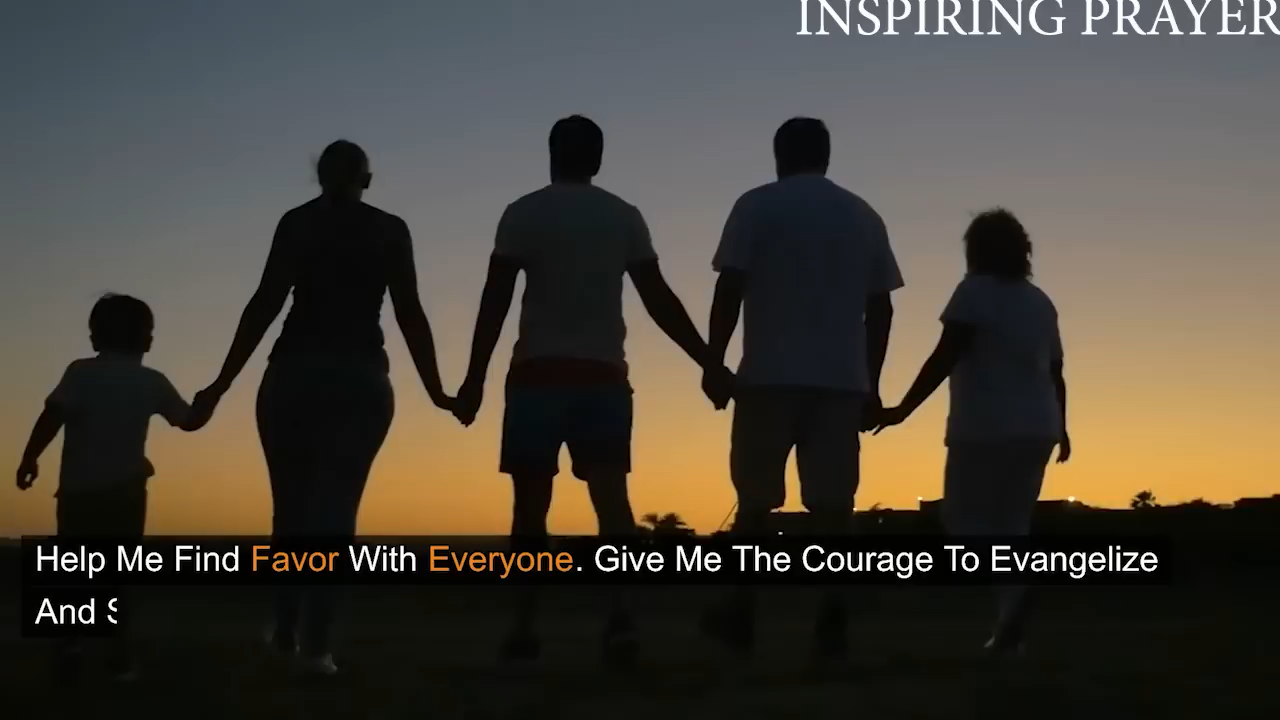 INSPIRING PRAYER
Help Me Find Favor With Everyone. Give Me The Courage To Evangelize
And